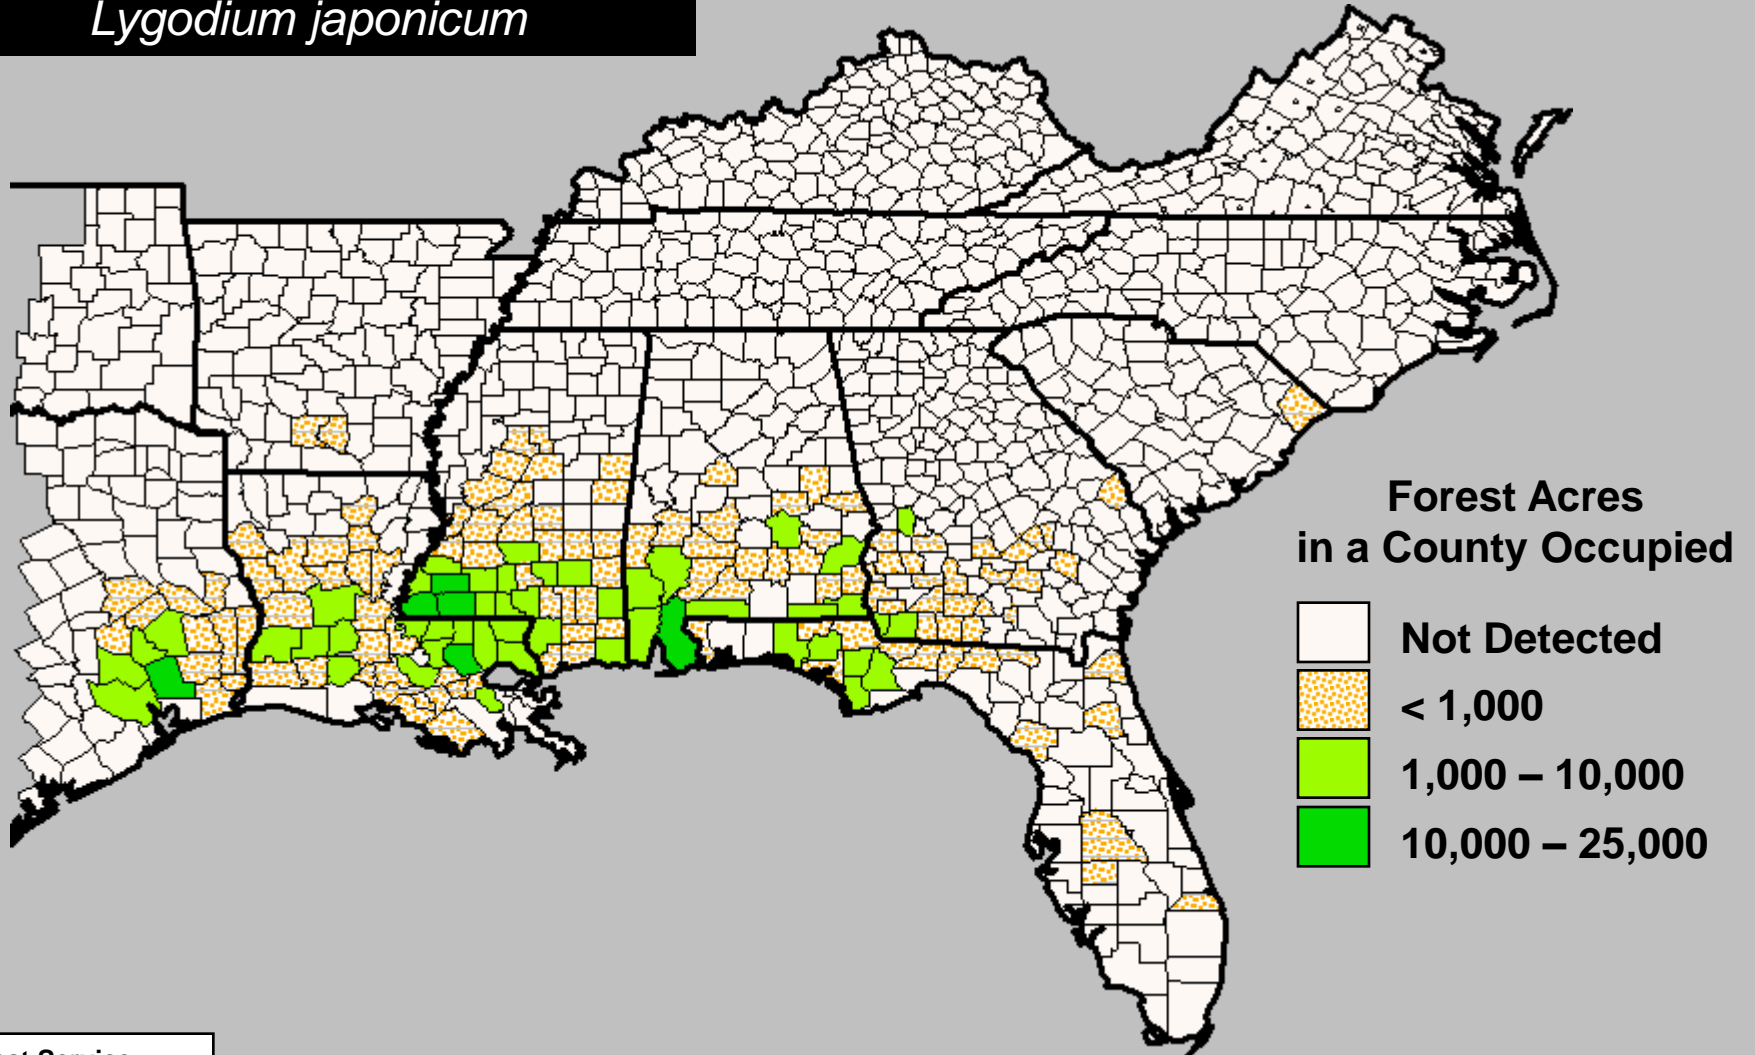 Lygodium japonicum
Forest Acres
in a County Occupied
Not Detected
< 1,000
1,000 – 10,000
10,000 – 25,000
Service